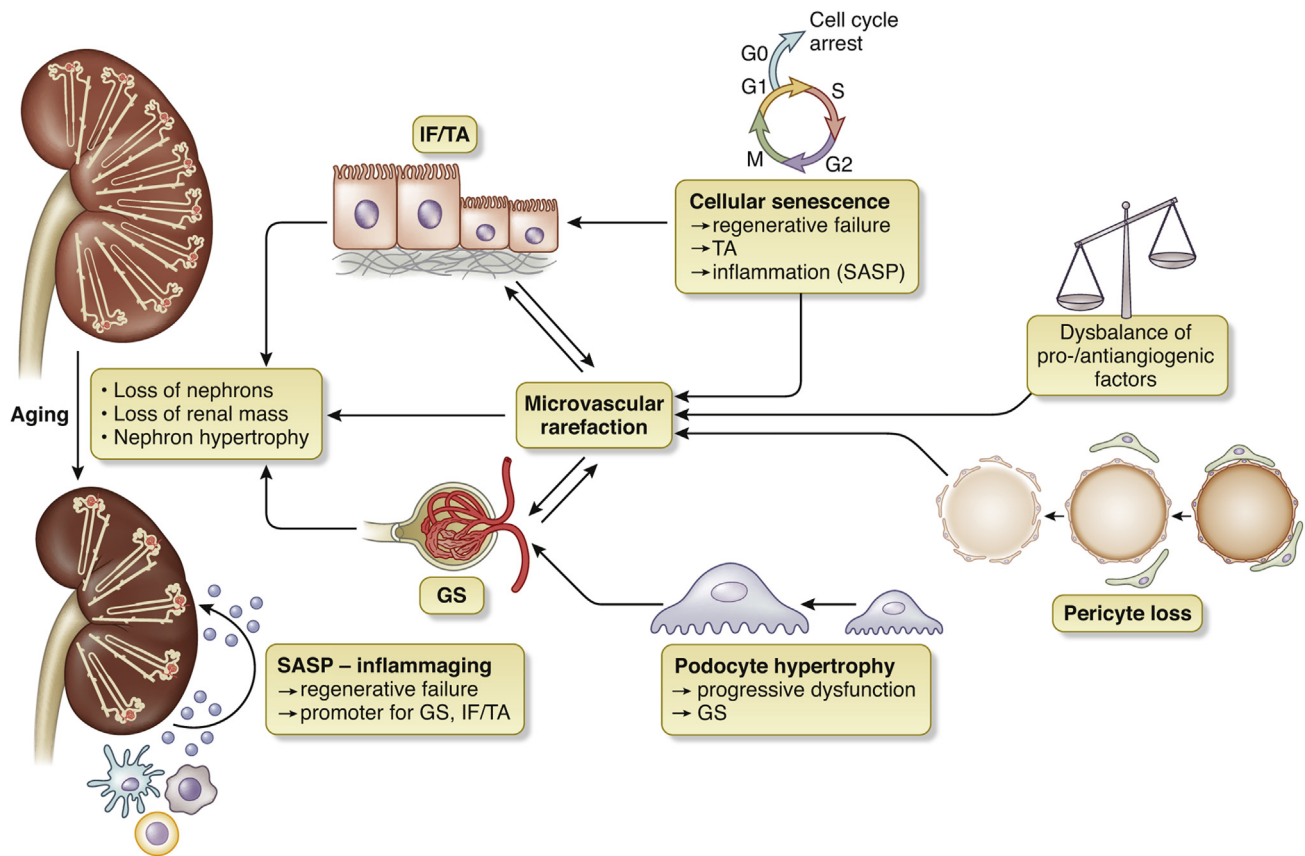 Cell cycle
arrest
G0
G1
S
M
G2
IF/TA
Cellular senescence
→regenerative failure
→TA
→inflammation (SASP)
Dysbalance of
pro-/antiangiogenic
factors
Aging
• Loss of nephrons
• Loss of renal mass
• Nephron hypertrophy
Microvascular
rarefaction
GS
Pericyte loss
SASP – inflammaging
→regenerative failure
→promoter for GS, IF/TA
Podocyte hypertrophy
→ progressive dysfunction
→ GS